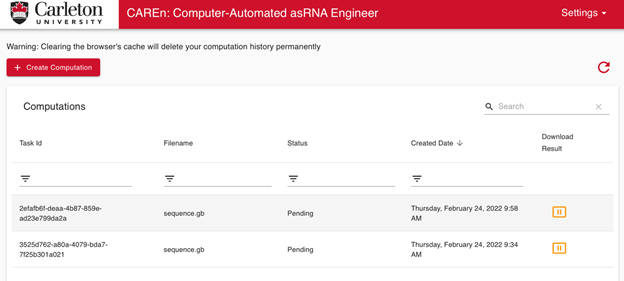 Carleton
UNIVERSITY
CAREn: Computer-Automated asRNA Engineer
Settings
Warning: Clearing the browser's cache will delete your computation history permanently
+ Create Computation
Computations
Search
Task Id
Filename
Status
Created Date
Download
Result
2efafb6f-deaa-4b87-859e-
ad23e799da2a
sequence.gb
Pending
Thursday, February 24, 2022 9:58
AM
3525d762-a80a-4079-bda7-
7f25b301a021
sequence.gb
Pending
Thursday, February 24, 2022 9:34
AM